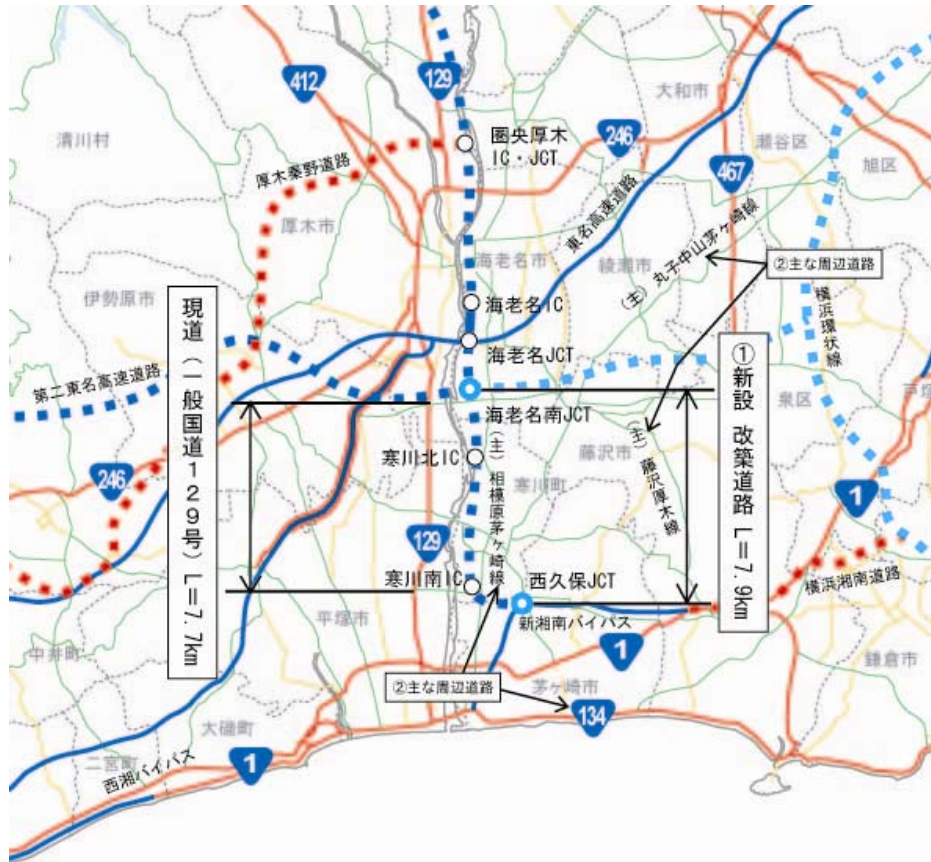 412
129
大和市
清川村
圏央厚木
IC・JCT
246
瀬谷区
467
旭区
厚木秦野道路
厚木市
東名高速道路
(主)丸子中山茅ヶ崎線
②主な周辺道路
海老名市
綾瀬市
伊勢原市
海老名IC
横浜環状線
現道(一般国道129号)L=7.7km
海老名JCT
①新設 改築道路 L=7.9km
第二東名高速道路
海老名南JCT
泉区
戸塚
(主)相模原茅ヶ崎線
(主)藤沢厚木線
藤沢市
寒川北IC
寒川町
246
1
129
寒川南IC
西久保JCT
横浜湘南道路
平塚市
新湘南バイパス
1
中井町
鎌倉市
②主な周辺道路
茅ヶ崎市
134
大磯町
二宮町
西湘バイパス
1